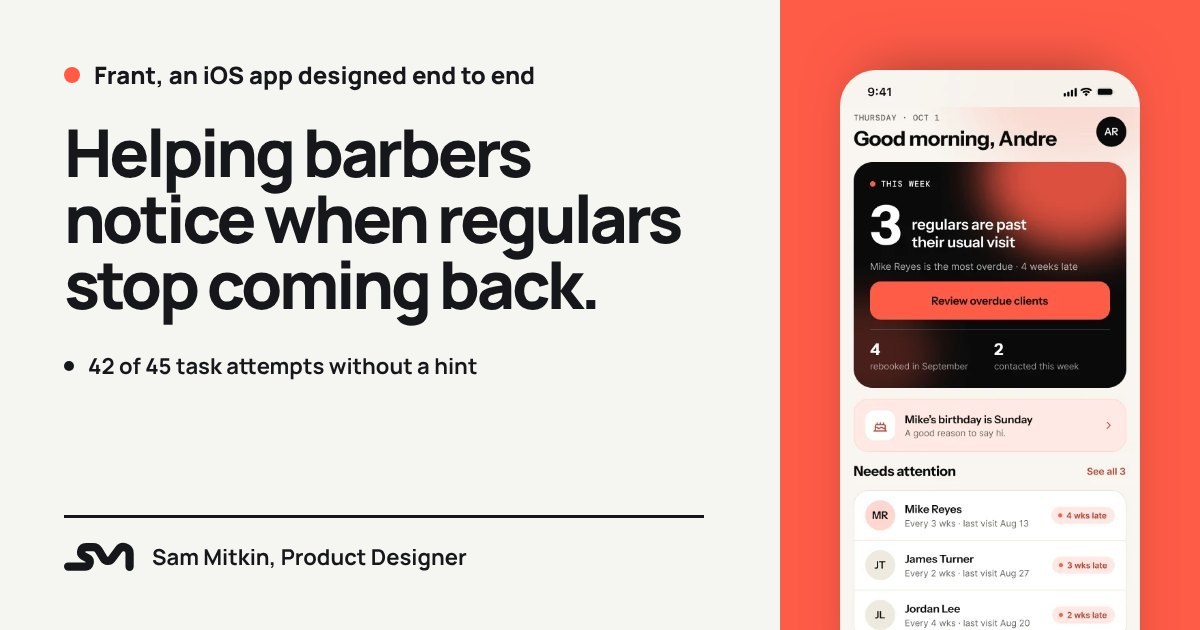 Frant, an iOS app designed end to end
Helping barbers
notice when regulars
stop coming back.
42 of 45 task attempts without a hint
SM
Sam Mitkin, Product Designer
9:41
THURSDAY · OCT 1
Good morning, Andre
AR
THIS WEEK
3
regulars are past
their usual visit
Mike Reyes is the most overdue · 4 weeks late
Review overdue clients
4
rebooked in September
2
contacted this week
Mike’s birthday is Sunday
A good reason to say hi.
Needs attention
See all 3
MR
Mike Reyes
Every 3 wks · last visit Aug 13
4 wks late
JT
James Turner
Every 2 wks · last visit Aug 27
3 wks late
JL
Jordan Lee
Every 4 wks · last visit Aug 20
2 wks late